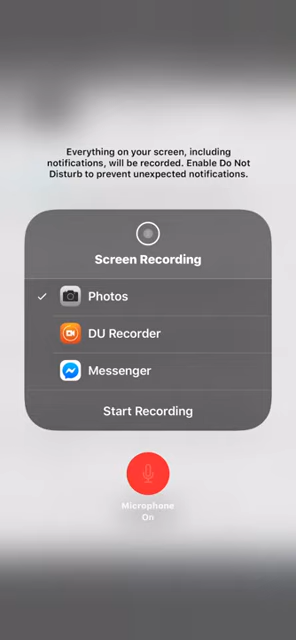 Everything on your screen, including
notifications, will be recorded. Enable Do Not
Disturb to prevent unexpected notifications.
Screen Recording
Photos
DU Recorder
Messenger
Start Recording
Microphone
On